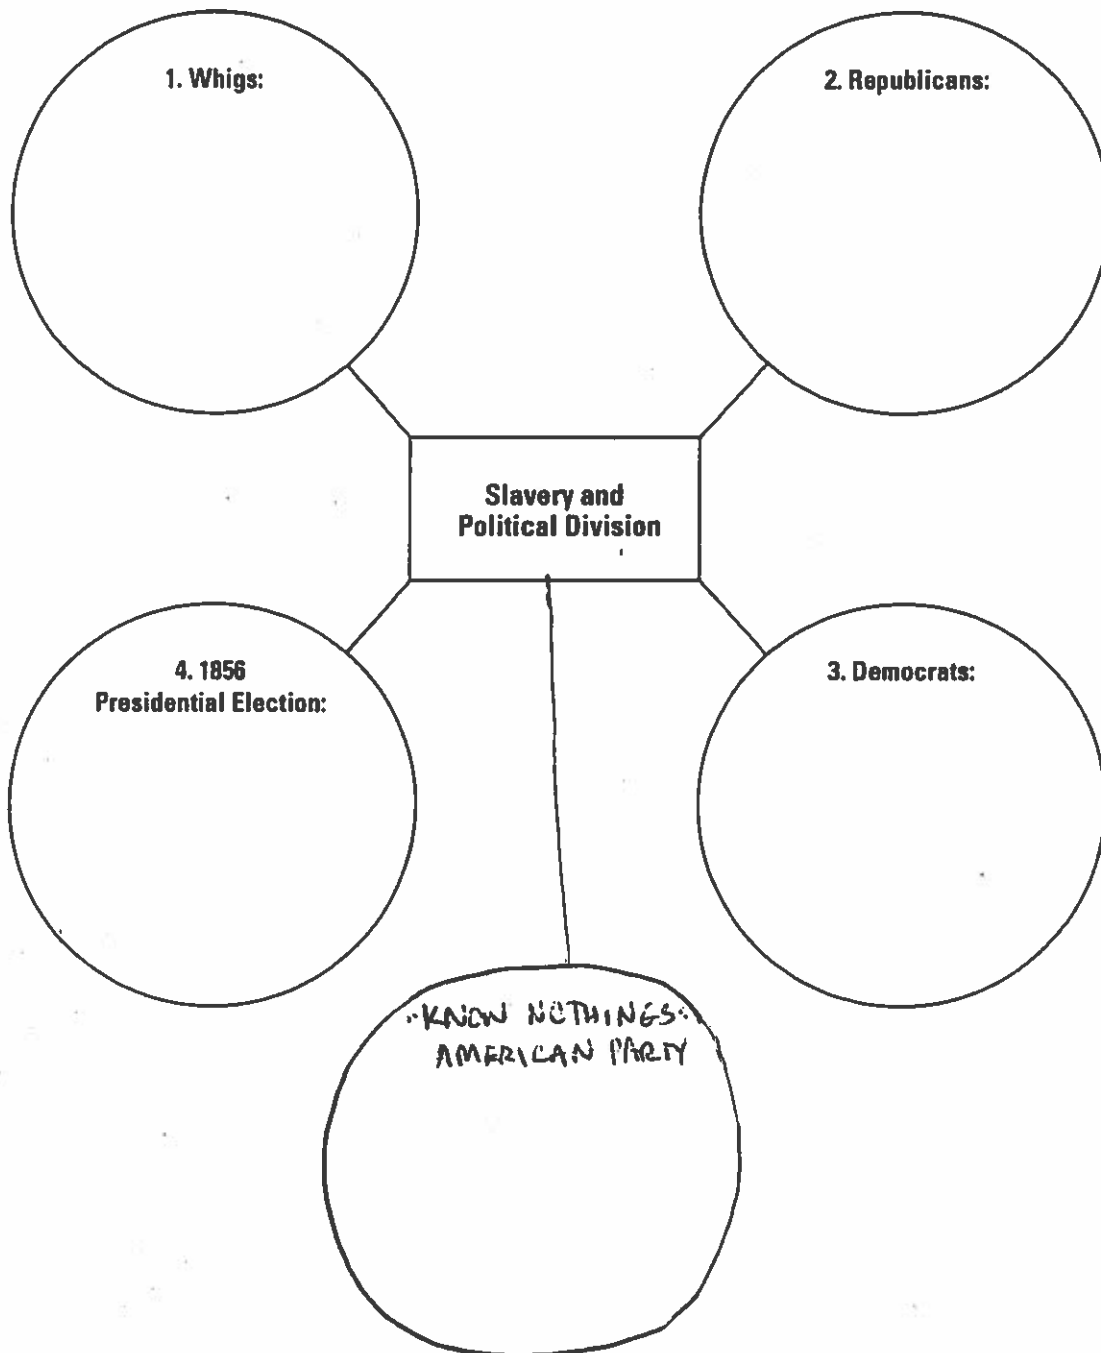 1. Whigs:
2. Republicans:
Slavery and
Political Division
4. 1856
Presidential Election:
3. Democrats:
"KNOW NOTHINGS"
AMERICAN PARTY